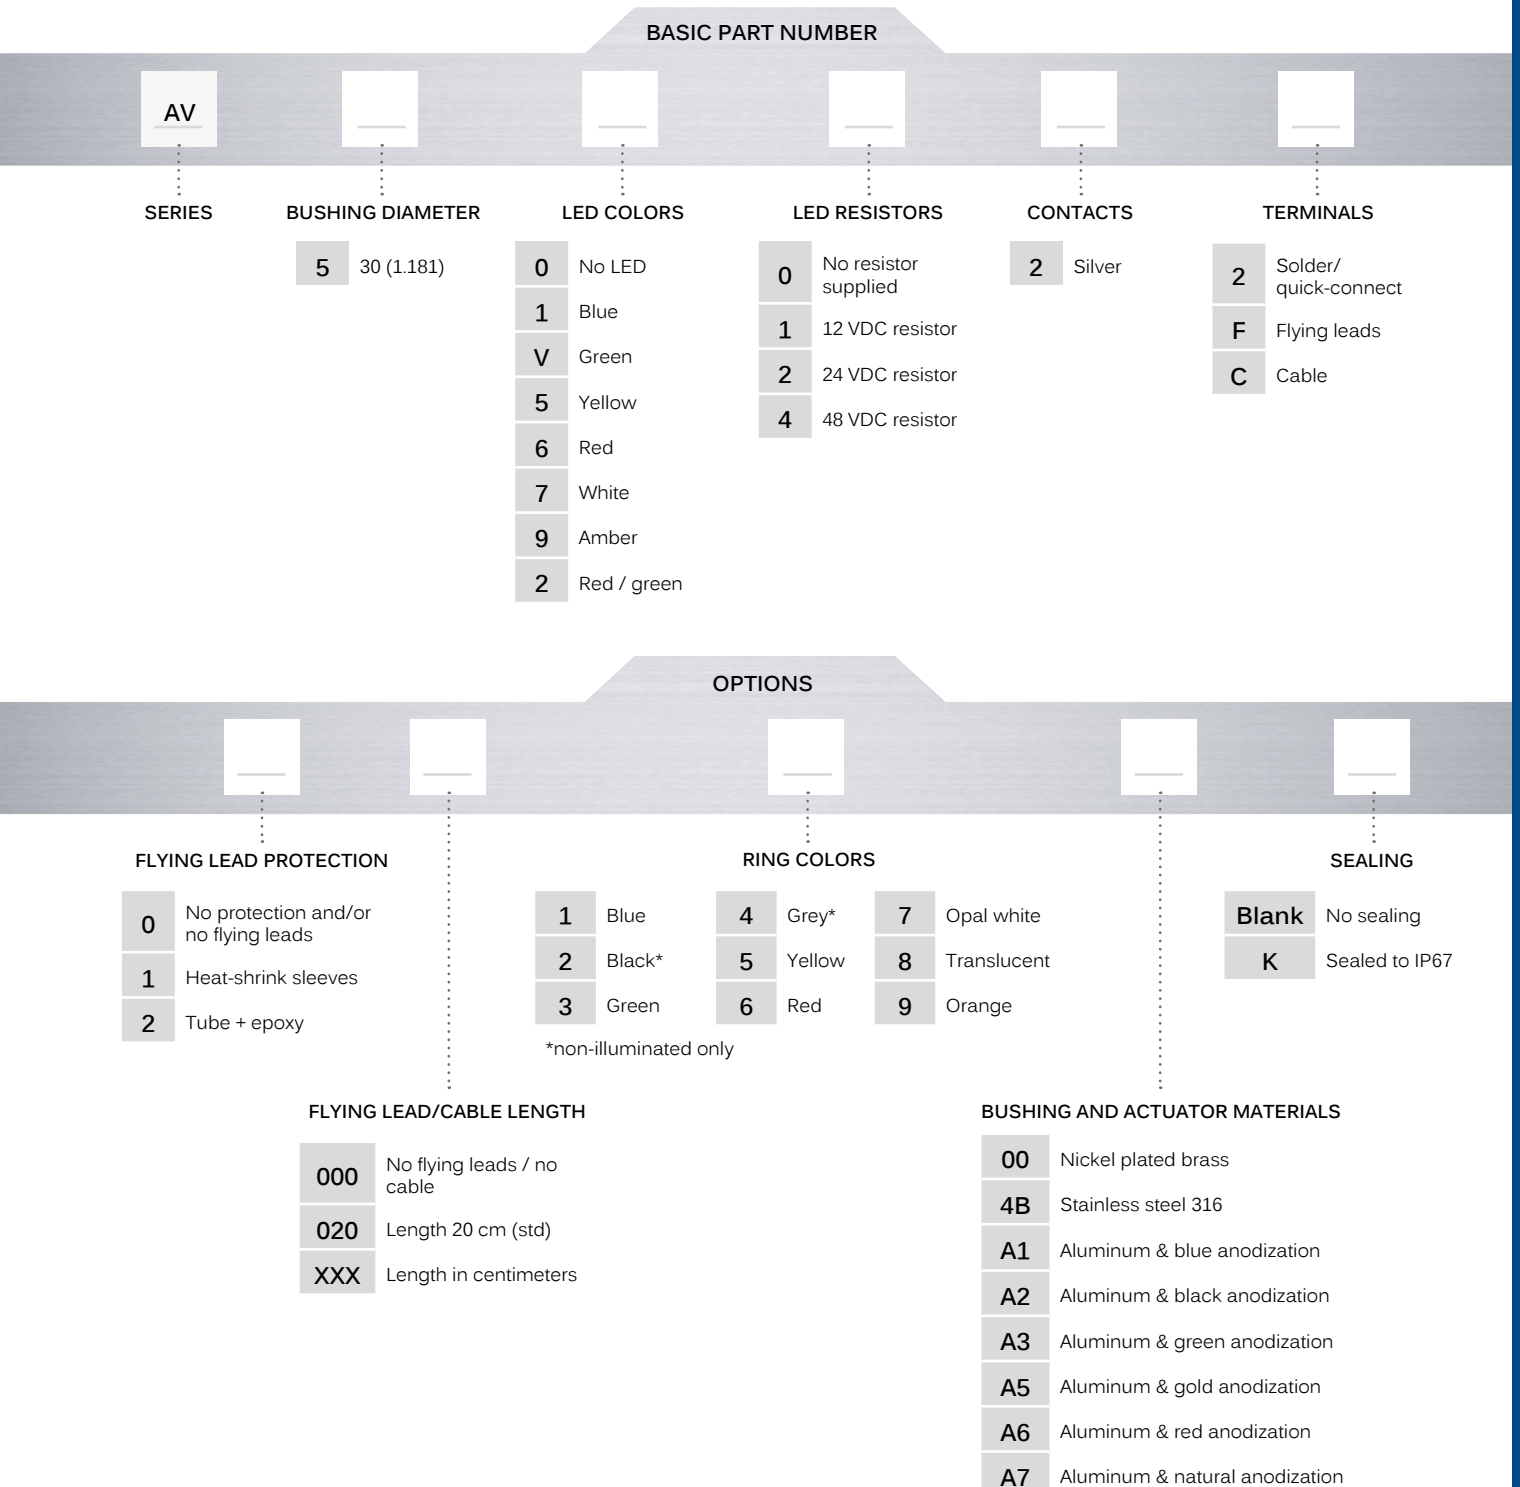 BASIC PART NUMBER
AV
SERIES
BUSHING DIAMETER
5 30 (1.181)
LED COLORS
0 No LED
1 Blue
V Green
5 Yellow
6 Red
7 White
9 Amber
2 Red / green
LED RESISTORS
0 No resistor
supplied
1 12 VDC resistor
2 24 VDC resistor
4 48 VDC resistor
CONTACTS
2 Silver
TERMINALS
2 Solder/
quick-connect
F Flying leads
C Cable
OPTIONS
FLYING LEAD PROTECTION
0 No protection and/or
no flying leads
1 Heat-shrink sleeves
2 Tube + epoxy
FLYING LEAD/CABLE LENGTH
000 No flying leads / no
cable
020 Length 20 cm (std)
XXX Length in centimeters
RING COLORS
1 Blue
2 Black*
3 Green
4 Grey*
5 Yellow
6 Red
7 Opal white
8 Translucent
9 Orange
*non-illuminated only
BUSHING AND ACTUATOR MATERIALS
00 Nickel plated brass
4B Stainless steel 316
A1 Aluminum & blue anodization
A2 Aluminum & black anodization
A3 Aluminum & green anodization
A5 Aluminum & gold anodization
A6 Aluminum & red anodization
A7 Aluminum & natural anodization
SEALING
Blank No sealing
K Sealed to IP67